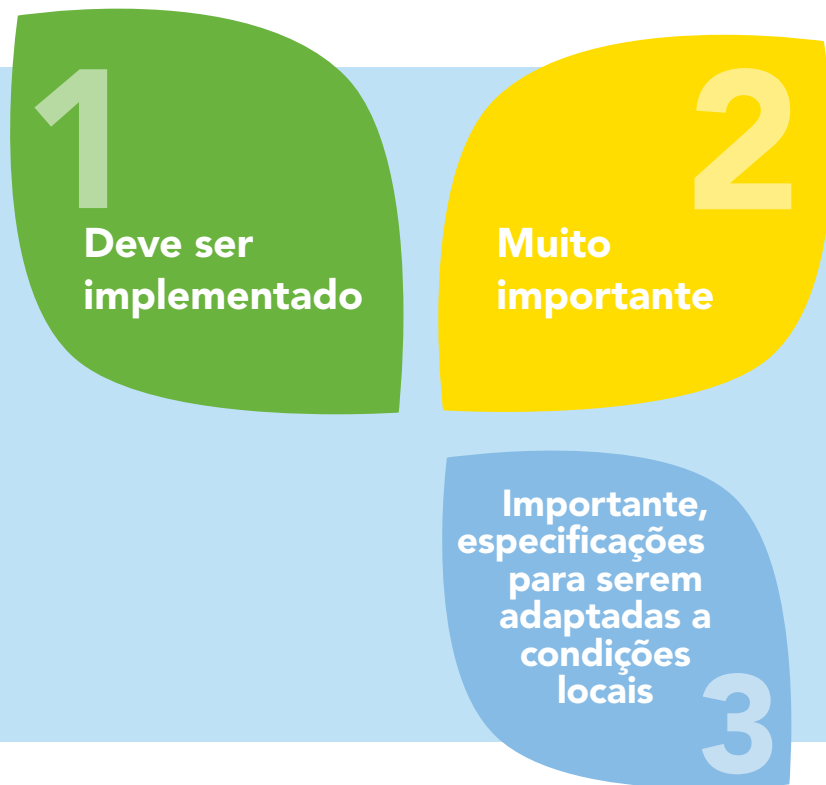 1
Deve ser
implementado
2
Muito
importante
Importante,
especificações
para serem
adaptadas a
condições
locais
3